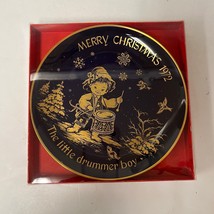 MERRY CHRISTMAS 1972
The little drummer boy